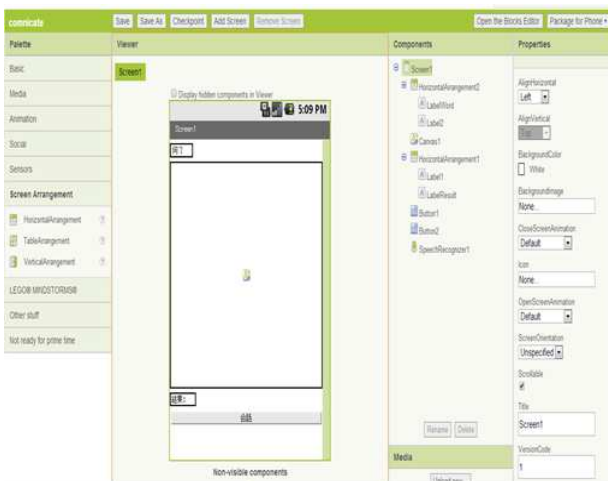 comnicate
Save
Save As
Checkpoint
Add Screen
Remove Screen
Open the Blocks Editor
Package for Phone
Palette
Basic
Media
Animation
Social
Sensors
Screen Arrangement
HorizontalArrangement
TableArrangement
VerticalArrangement
LEGO® MINDSTORMS®
Other stuff
Not ready for prime time
Viewer
Screen1
Display hidden components in Viewer
5:09 PM
Screen1
結果:
Non-visible components
Components
Screen1
HorizontalArrangement2
LabelWord
Label2
Canvas1
HorizontalArrangement1
Label1
LabelResult
Button1
Button2
SpeechRecognizer1
Rename
Delete
Media
Properties
AlignHorizontal
Left
AlignVertical
Top
BackgroundColor
White
BackgroundImage
None...
CloseScreenAnimation
Default
Icon
None...
OpenScreenAnimation
Default
ScreenOrientation
Unspecified
Scrollable
Title
Screen1
VersionCode
1